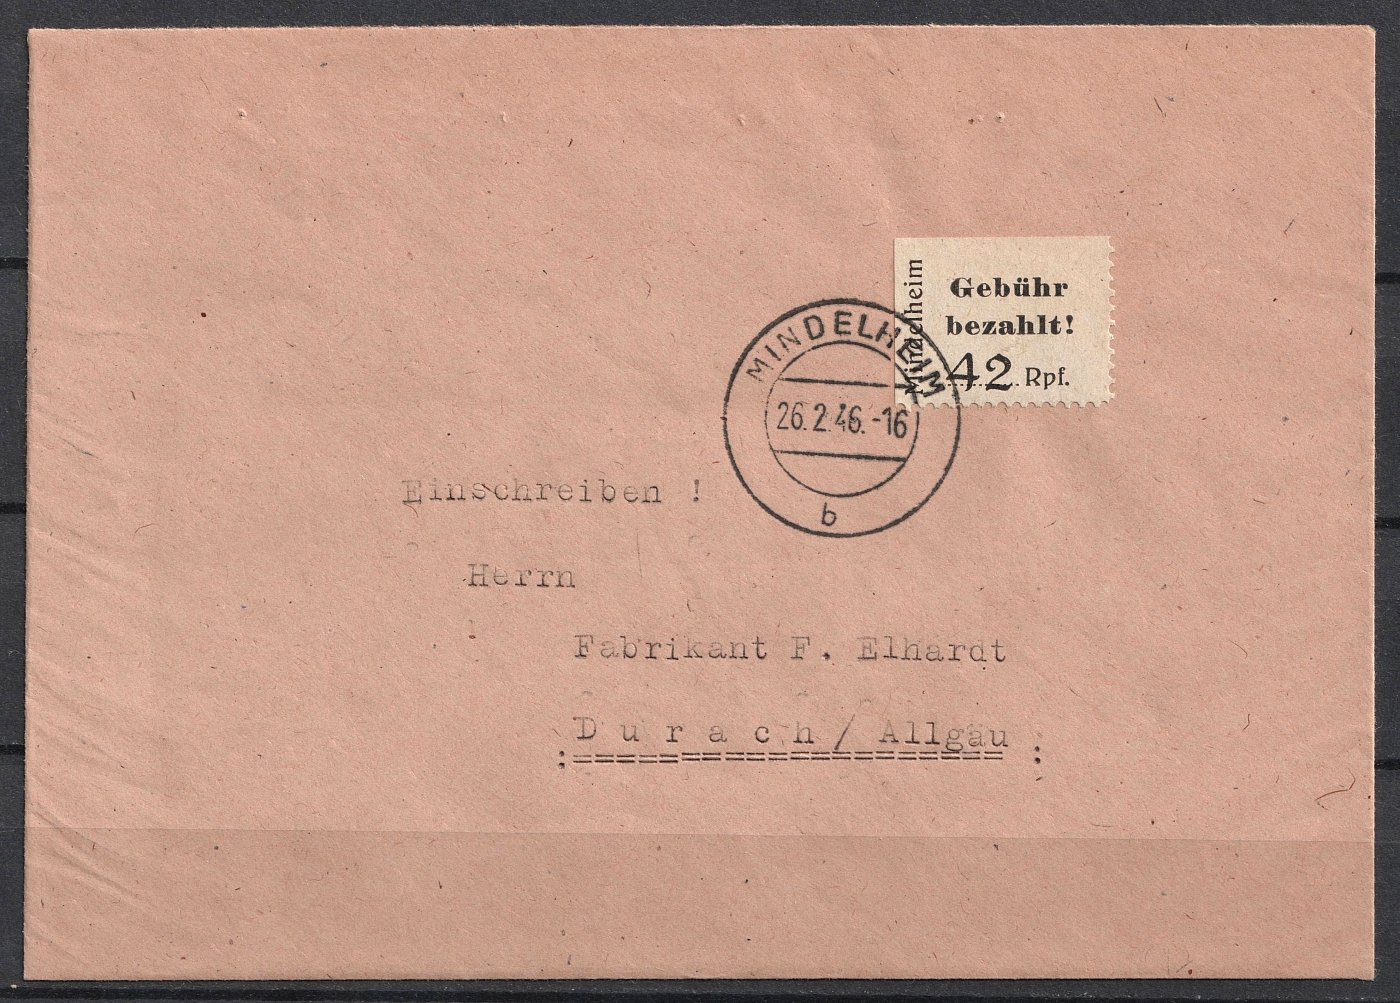 Mindelheim
Gebühr
bezahlt!
42 Rpf.
MINDELHEIM
26.2.46.-16
b
Einschreiben !
Herrn
Fabrikant F. Elhardt
D u r a c h / Allgäu :
:===================